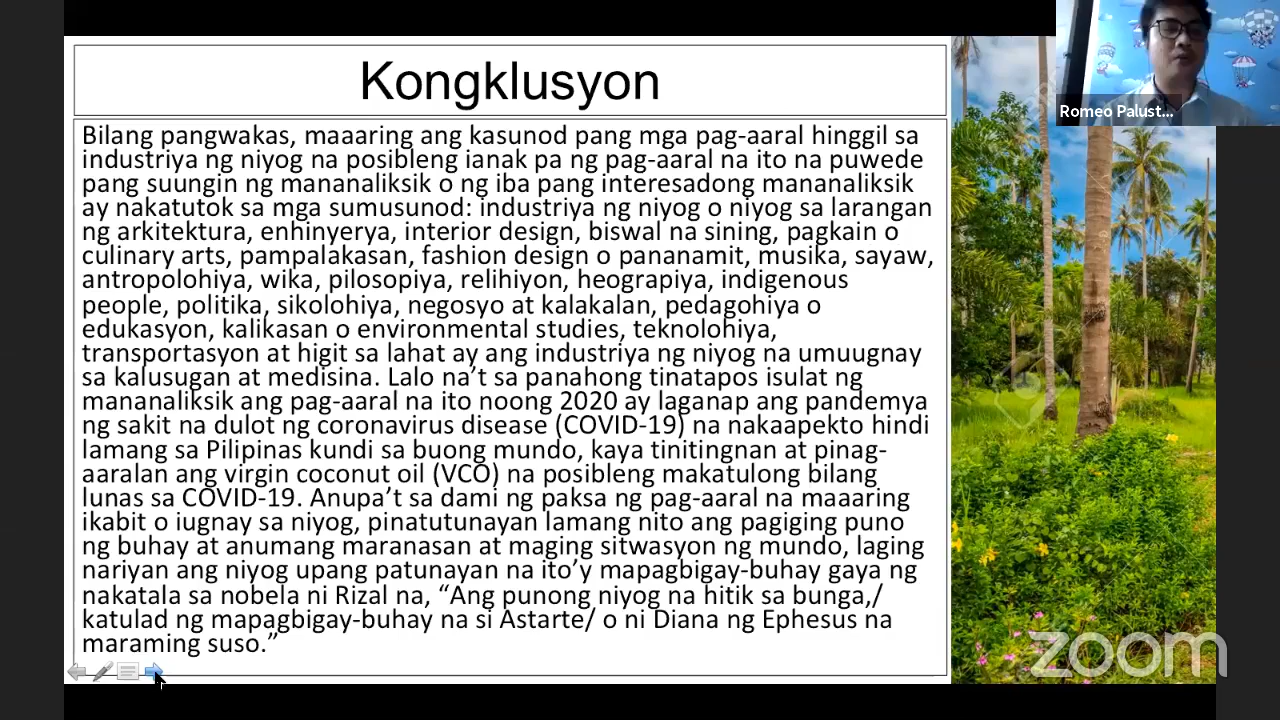 Kongklusyon
Bilang pangwakas, maaaring ang kasunod pang mga pag-aaral hinggil sa
industriya ng niyog na posibleng ianak pa ng pag-aaral na ito na puwede
pang suungin ng mananaliksik o ng iba pang interesadong mananaliksik
ay nakatutok sa mga sumusunod: industriya ng niyog o niyog sa larangan
ng arkitektura, enhinyerya, interior design, biswal na sining, pagkain o
culinary arts, pampalakasan, fashion design o pananamit, musika, sayaw,
antropolohiya, wika, pilosopiya, relihiyon, heograpiya, indigenous
people, politika, sikolohiya, negosyo at kalakalan, pedagohiya o
edukasyon, kalikasan o environmental studies, teknolohiya,
transportasyon at higit sa lahat ay ang industriya ng niyog na umuugnay
sa kalusugan at medisina. Lalo na’t sa panahong tinatapos isulat ng
mananaliksik ang pag-aaral na ito noong 2020 ay laganap ang pandemya
ng sakit na dulot ng coronavirus disease (COVID-19) na nakaapekto hindi
lamang sa Pilipinas kundi sa buong mundo, kaya tinitingnan at pinag-
aaralan ang virgin coconut oil (VCO) na posibleng makatulong bilang
lunas sa COVID-19. Anupa’t sa dami ng paksa ng pag-aaral na maaaring
ikabit o iugnay sa niyog, pinatutunayan lamang nito ang pagiging puno
ng buhay at anumang maranasan at maging sitwasyon ng mundo, laging
nariyan ang niyog upang patunayan na ito’y mapagbigay-buhay gaya ng
nakatala sa nobela ni Rizal na, “Ang punong niyog na hitik sa bunga,/
katulad ng mapagbigay-buhay na si Astarte/ o ni Diana ng Ephesus na
maraming suso.”
Romeo Palust...
zoom